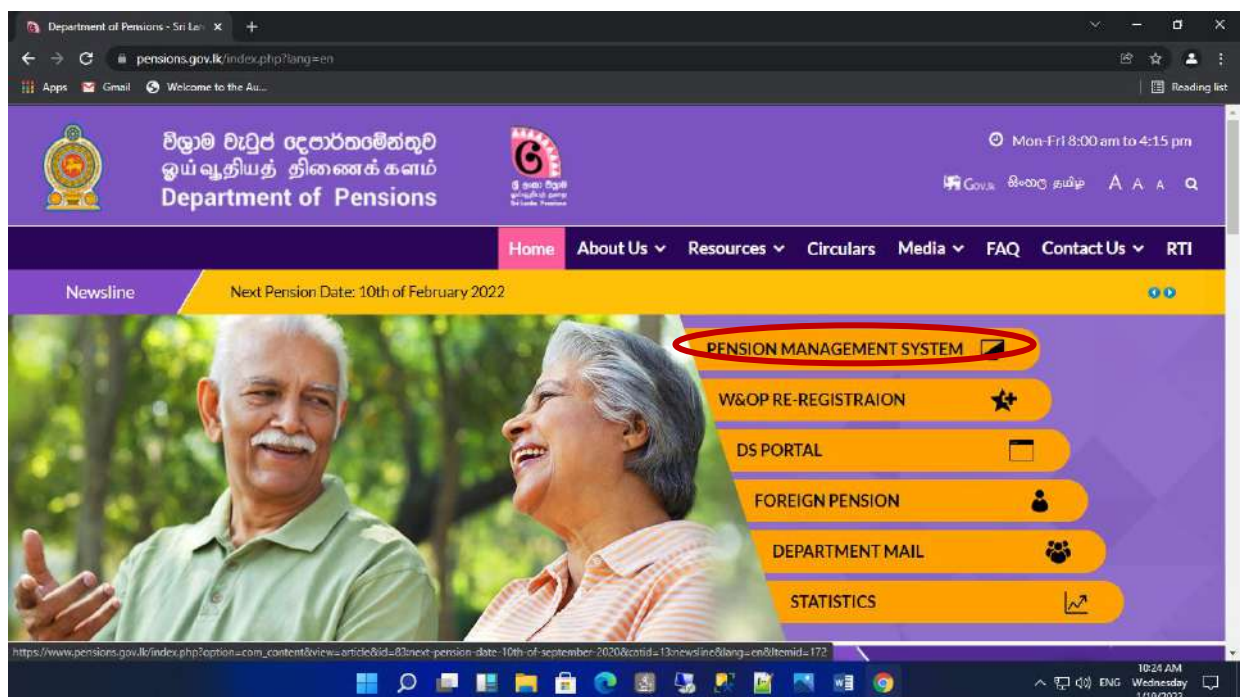 Department of Pensions - Sri Lan
pensions.gov.lk/index.php?lang=en
Apps Gmail Welcome to the Au... Reading list
විශ්‍රාම වැටුප් දෙපාර්තමේන්තුව
ஓய்வூதியத் திணைக்களம்
Department of Pensions
Mon-Fri 8:00 am to 4:15 pm
Gov.lk සිංහල தமிழ் A A A
Home About Us Resources Circulars Media FAQ Contact Us RTI
Newsline Next Pension Date: 10th of February 2022
PENSION MANAGEMENT SYSTEM
W&OP RE-REGISTRAION
DS PORTAL
FOREIGN PENSION
DEPARTMENT MAIL
STATISTICS
https://www.pensions.gov.lk/index.php?option=com_content&view=article&id=83:next-pension-date-10th-of-september-2020&catid=13:newsline&lang=en&Itemid=172
10:24 AM
ENG Wednesday